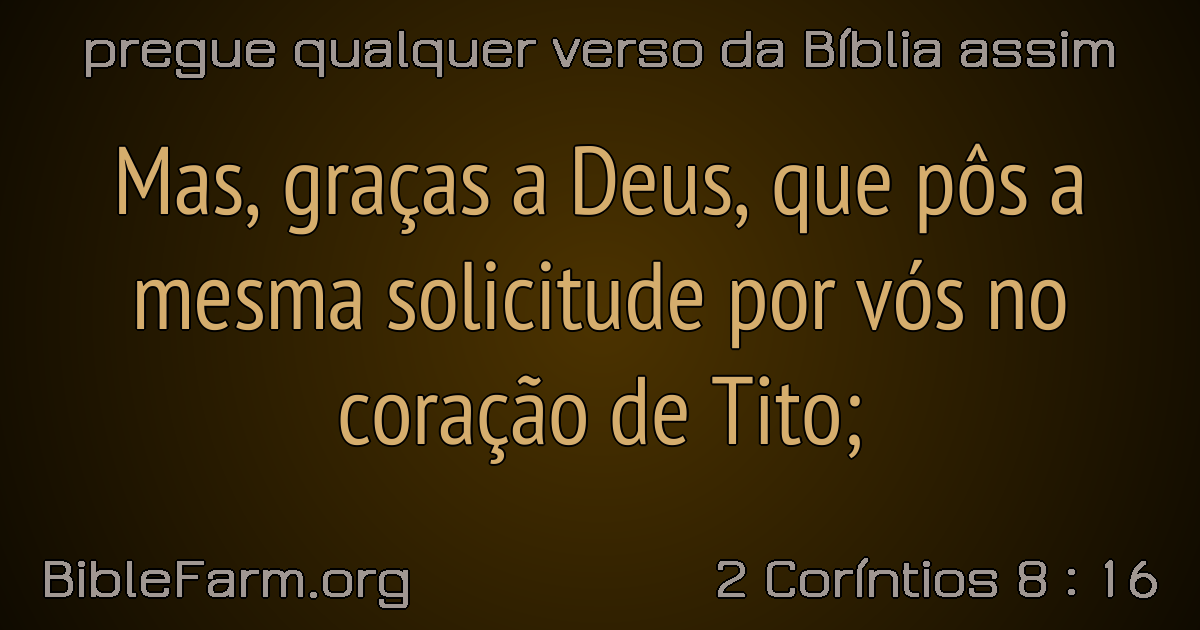 pregue qualquer verso da Bíblia assim
Mas, graças a Deus, que pôs a
mesma solicitude por vós no
coração de Tito;
BibleFarm.org
2 Coríntios 8 : 16